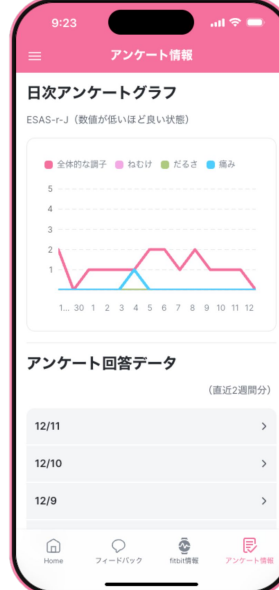 9:23
アンケート情報
日次アンケートグラフ
ESAS-r-J（数値が低いほど良い状態）
全体的な調子 ねむけ だるさ 痛み
5
4
3
2
1
1... 30 1 2 3 4 5 6 7 8 9 10 11 12
アンケート回答データ
（直近2週間分）
12/11
12/10
12/9
Home フィードバック fitbit情報 アンケート情報